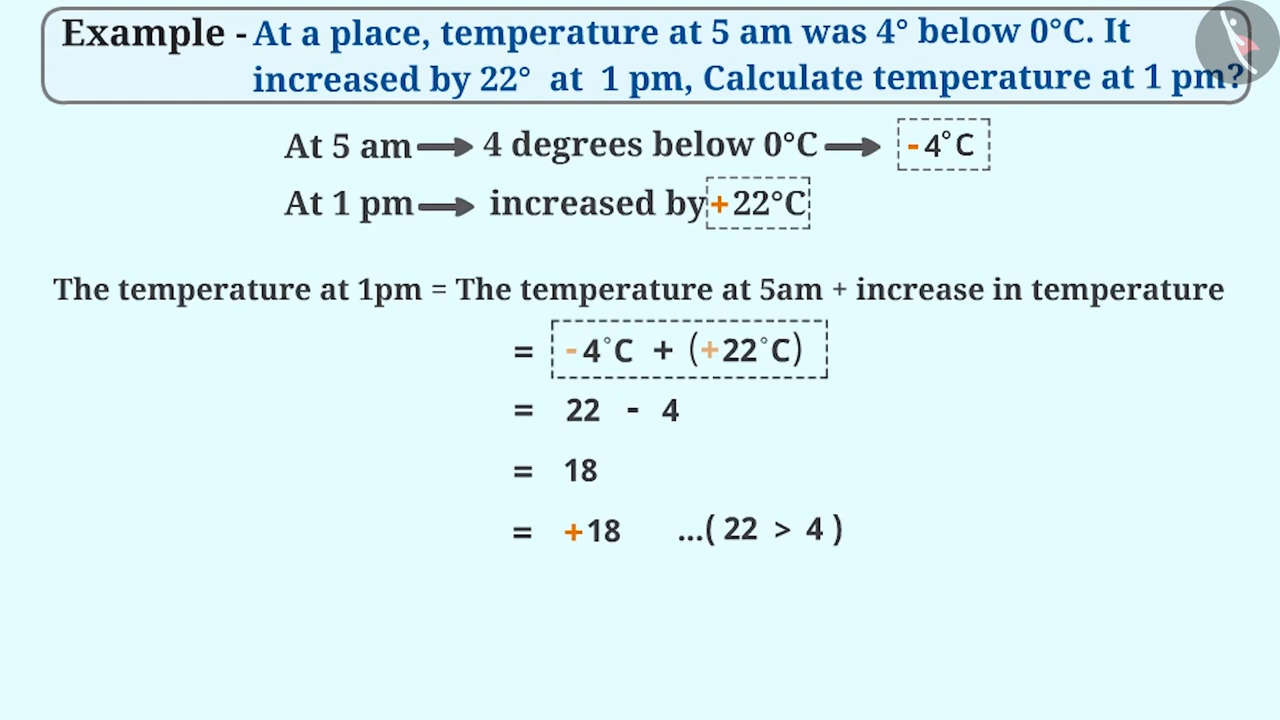 Example - At a place, temperature at 5 am was 4° below 0°C. It
increased by 22° at 1 pm, Calculate temperature at 1 pm?
At 5 am → 4 degrees below 0°C → -4°C
At 1 pm → increased by +22°C
The temperature at 1pm = The temperature at 5am + increase in temperature
= -4°C + (+22°C)
= 22 - 4
= 18
= +18 ...( 22 > 4 )